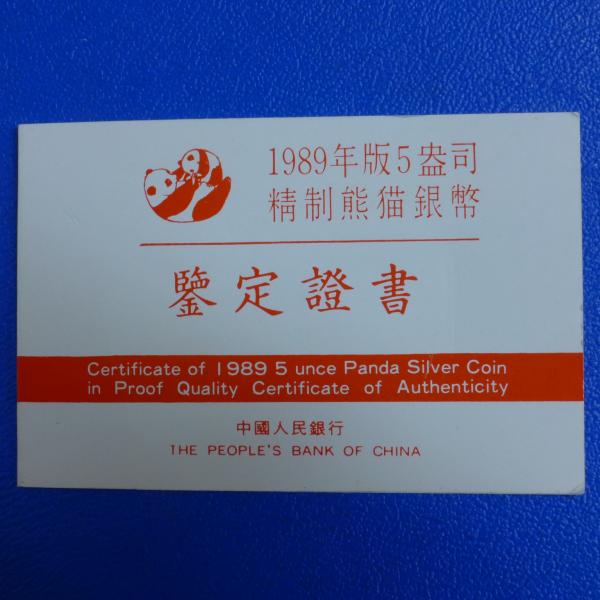 1989年版5盎司
精制熊猫銀幣
鑒定證書
Certificate of 1989 5 unce Panda Silver Coin
in Proof Quality Certificate of Authenticity
中國人民銀行
THE PEOPLE'S BANK OF CHINA